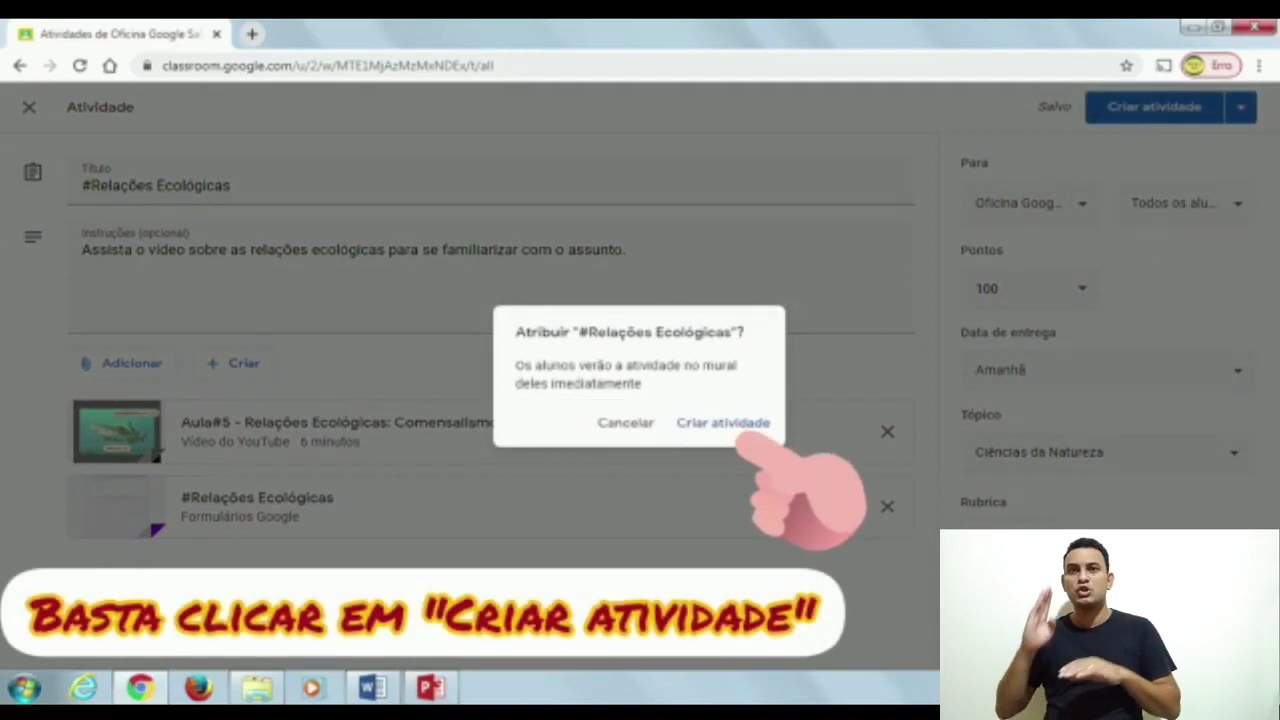 Atividades de Oficina Google Sal
classroom.google.com/u/2/w/MTE1MjAzMzMxNDEx/t/all
Erro
Atividade
Salvo
Criar atividade
Título
#Relações Ecológicas
Instruções (opcional)
Assista o vídeo sobre as relações ecológicas para se familiarizar com o assunto.
Adicionar
Criar
Aula#5 - Relações Ecológicas: Comensalismo
Vídeo do YouTube 6 minutos
#Relações Ecológicas
Formulários Google
Para
Oficina Goog...
Todos os alu...
Pontos
100
Data de entrega
Amanhã
Tópico
Ciências da Natureza
Rubrica
Atribuir "#Relações Ecológicas"?
Os alunos verão a atividade no mural
deles imediatamente
Cancelar
Criar atividade
Basta clicar em "Criar atividade"